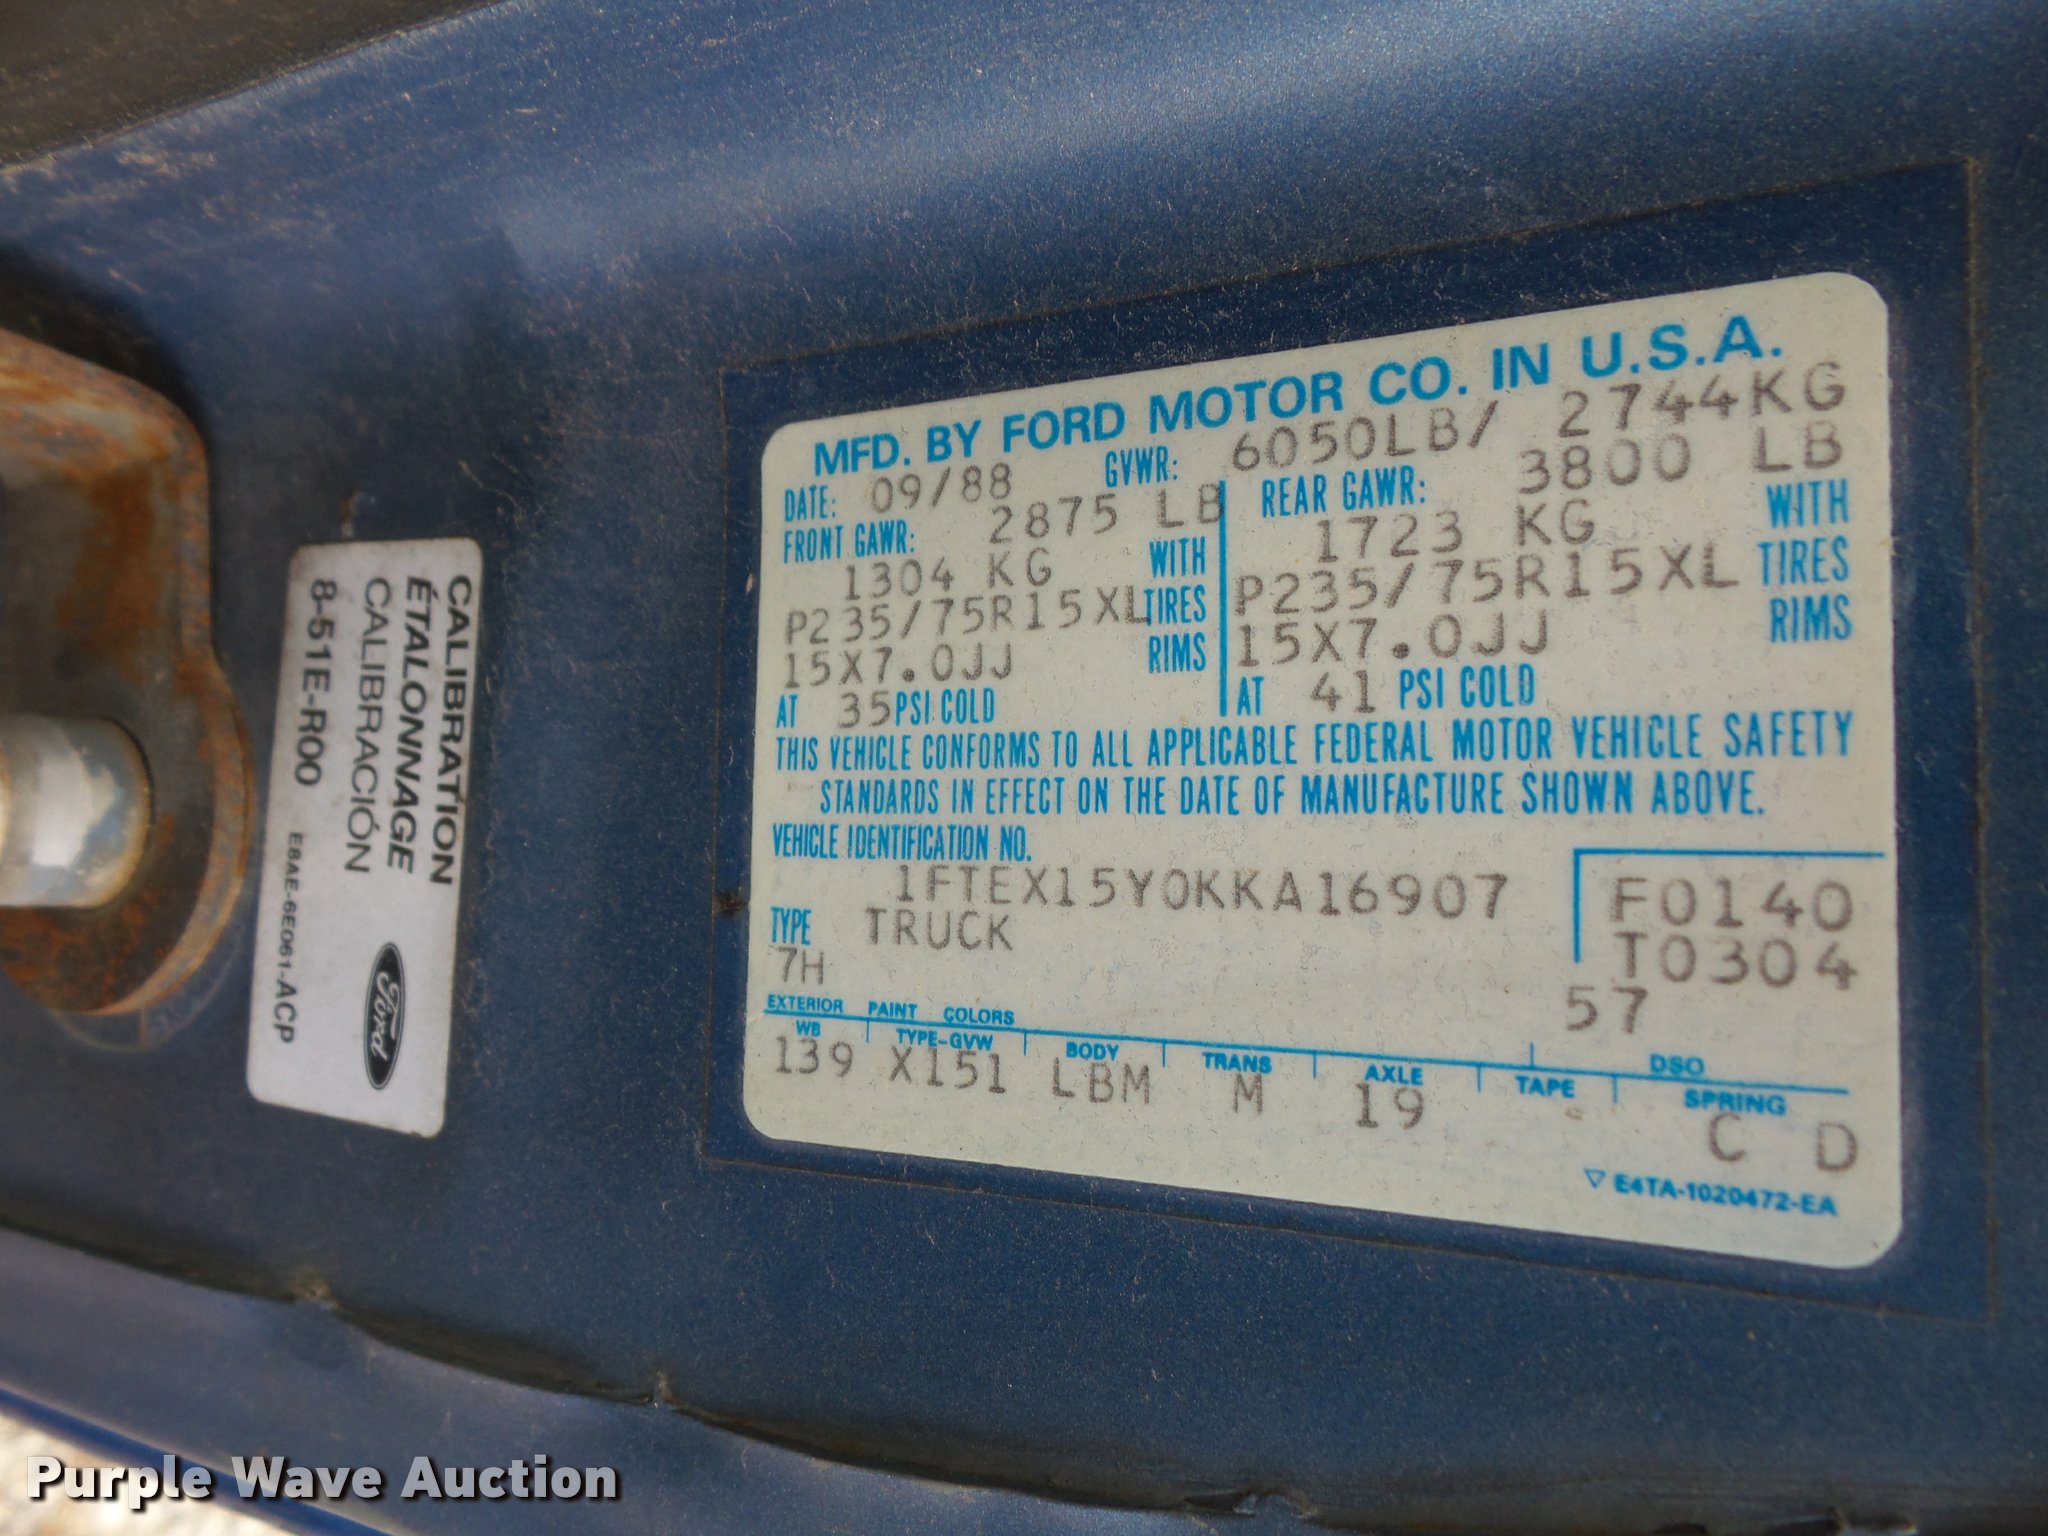 CALIBRATION
ÉTALONNAGE
CALIBRACIÓN
8-51E-R00
E8AE-6E061-ACP
Ford
MFD. BY FORD MOTOR CO. IN U.S.A.
DATE: 09/88 GVWR: 6050LB/ 2744KG
FRONT GAWR: 2875 LB
1304 KG WITH
P235/75R15XL TIRES
15X7.0JJ RIMS
AT 35 PSI COLD
REAR GAWR: 3800 LB
1723 KG WITH
P235/75R15XL TIRES
15X7.0JJ RIMS
AT 41 PSI COLD
THIS VEHICLE CONFORMS TO ALL APPLICABLE FEDERAL MOTOR VEHICLE SAFETY
STANDARDS IN EFFECT ON THE DATE OF MANUFACTURE SHOWN ABOVE.
VEHICLE IDENTIFICATION NO.
1FTEX15Y0KKA16907
TYPE TRUCK
F0140
T0304
7H
57
EXTERIOR PAINT COLORS
DSO
WB TYPE-GVW BODY TRANS AXLE TAPE SPRING
139 X151 LBM M 19 C D
▽ E4TA-1020472-EA
Purple Wave Auction